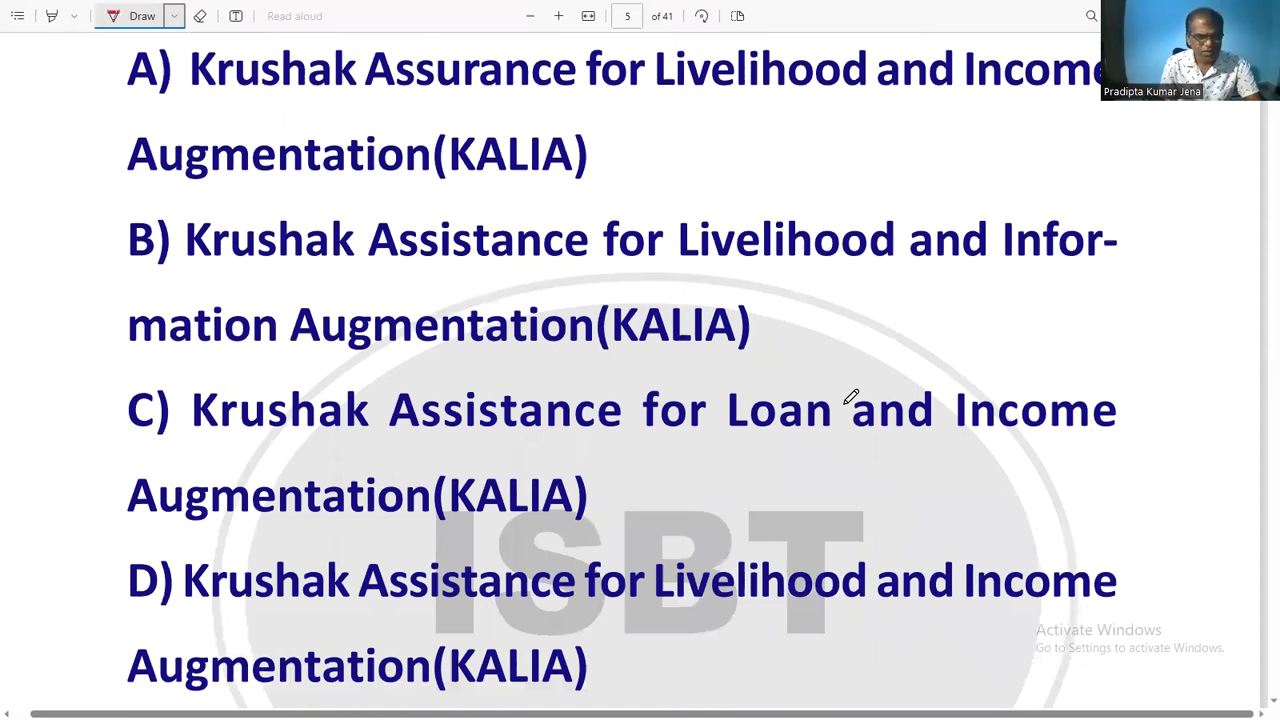 Draw
Read aloud
5
of 41
A) Krushak Assurance for Livelihood and Income
Pradipta Kumar Jena
Augmentation(KALIA)
B) Krushak Assistance for Livelihood and Infor-
mation Augmentation(KALIA)
C) Krushak Assistance for Loan and Income
Augmentation(KALIA)
ISBT
D) Krushak Assistance for Livelihood and Income
Augmentation(KALIA)
Activate Windows
Go to Settings to activate Windows.